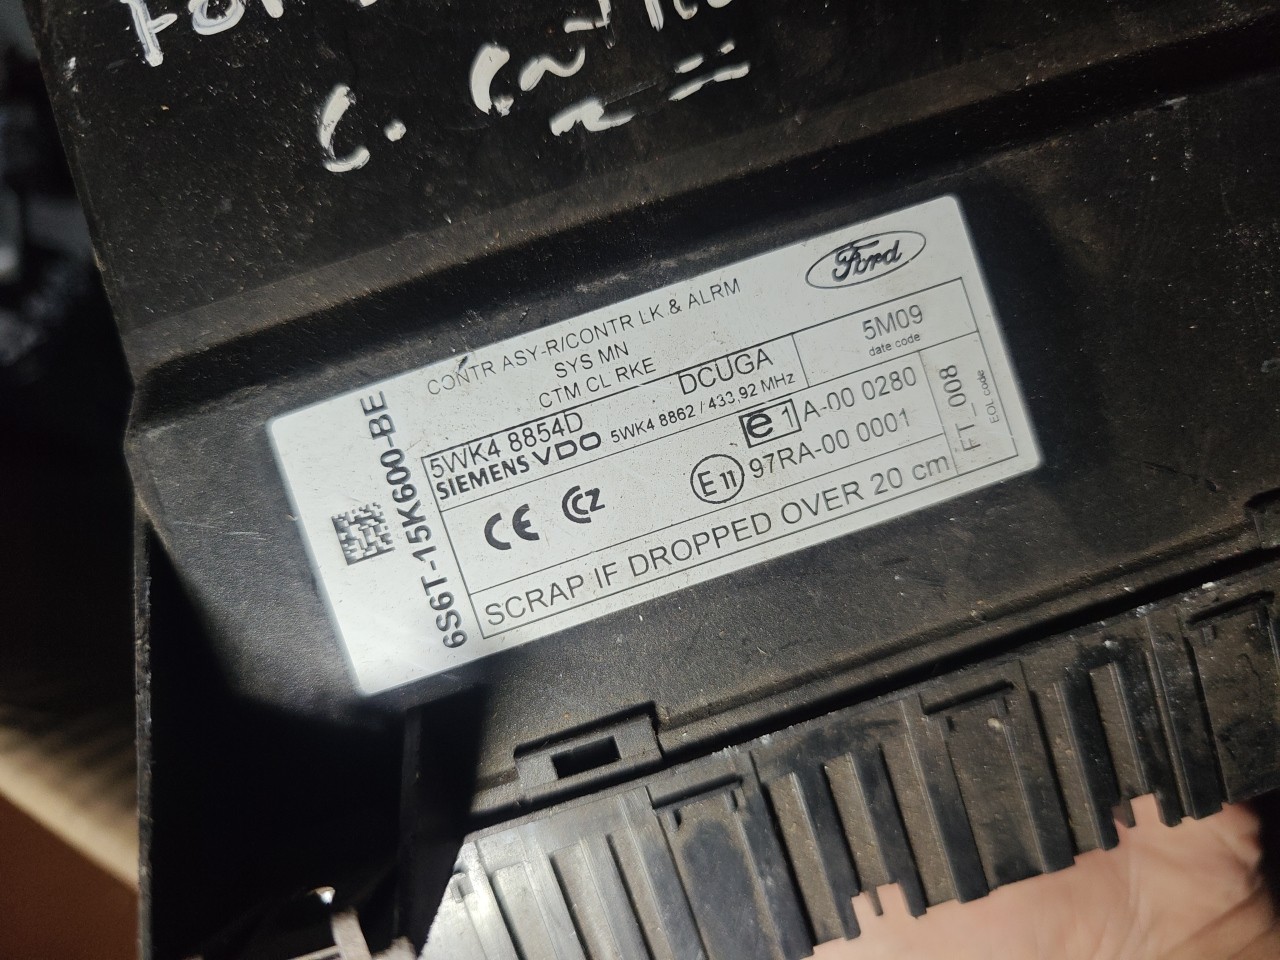 C.
Ford
CONTR ASY-R/CONTR LK & ALRM
SYS MN
CTM CL RKE
5WK4 8854D
DCUGA
5M09
date code
SIEMENS VDO
5WK4 8862 / 433,92 MHz
CE
e1
A-00 0280
E11
97RA-00 0001
FT_008
EOL code
SCRAP IF DROPPED OVER 20 cm
6S6T-15K600-BE